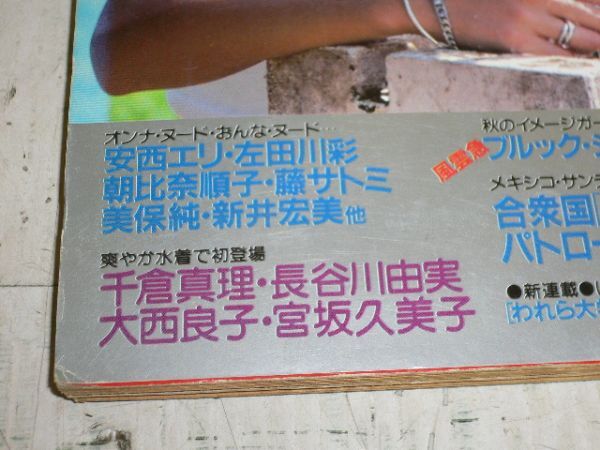 オンナ・ヌード・おんな・ヌード…
安西エリ・左田川彩
朝比奈順子・藤サトミ
美保純・新井宏美他
爽やか水着で初登場
千倉真理・長谷川由実
大西良子・宮坂久美子
秋のイメージガー
風雲急
ブルック・シ
メキシコ・サンデ
合衆国
パトロー
●新連載●
[われら大